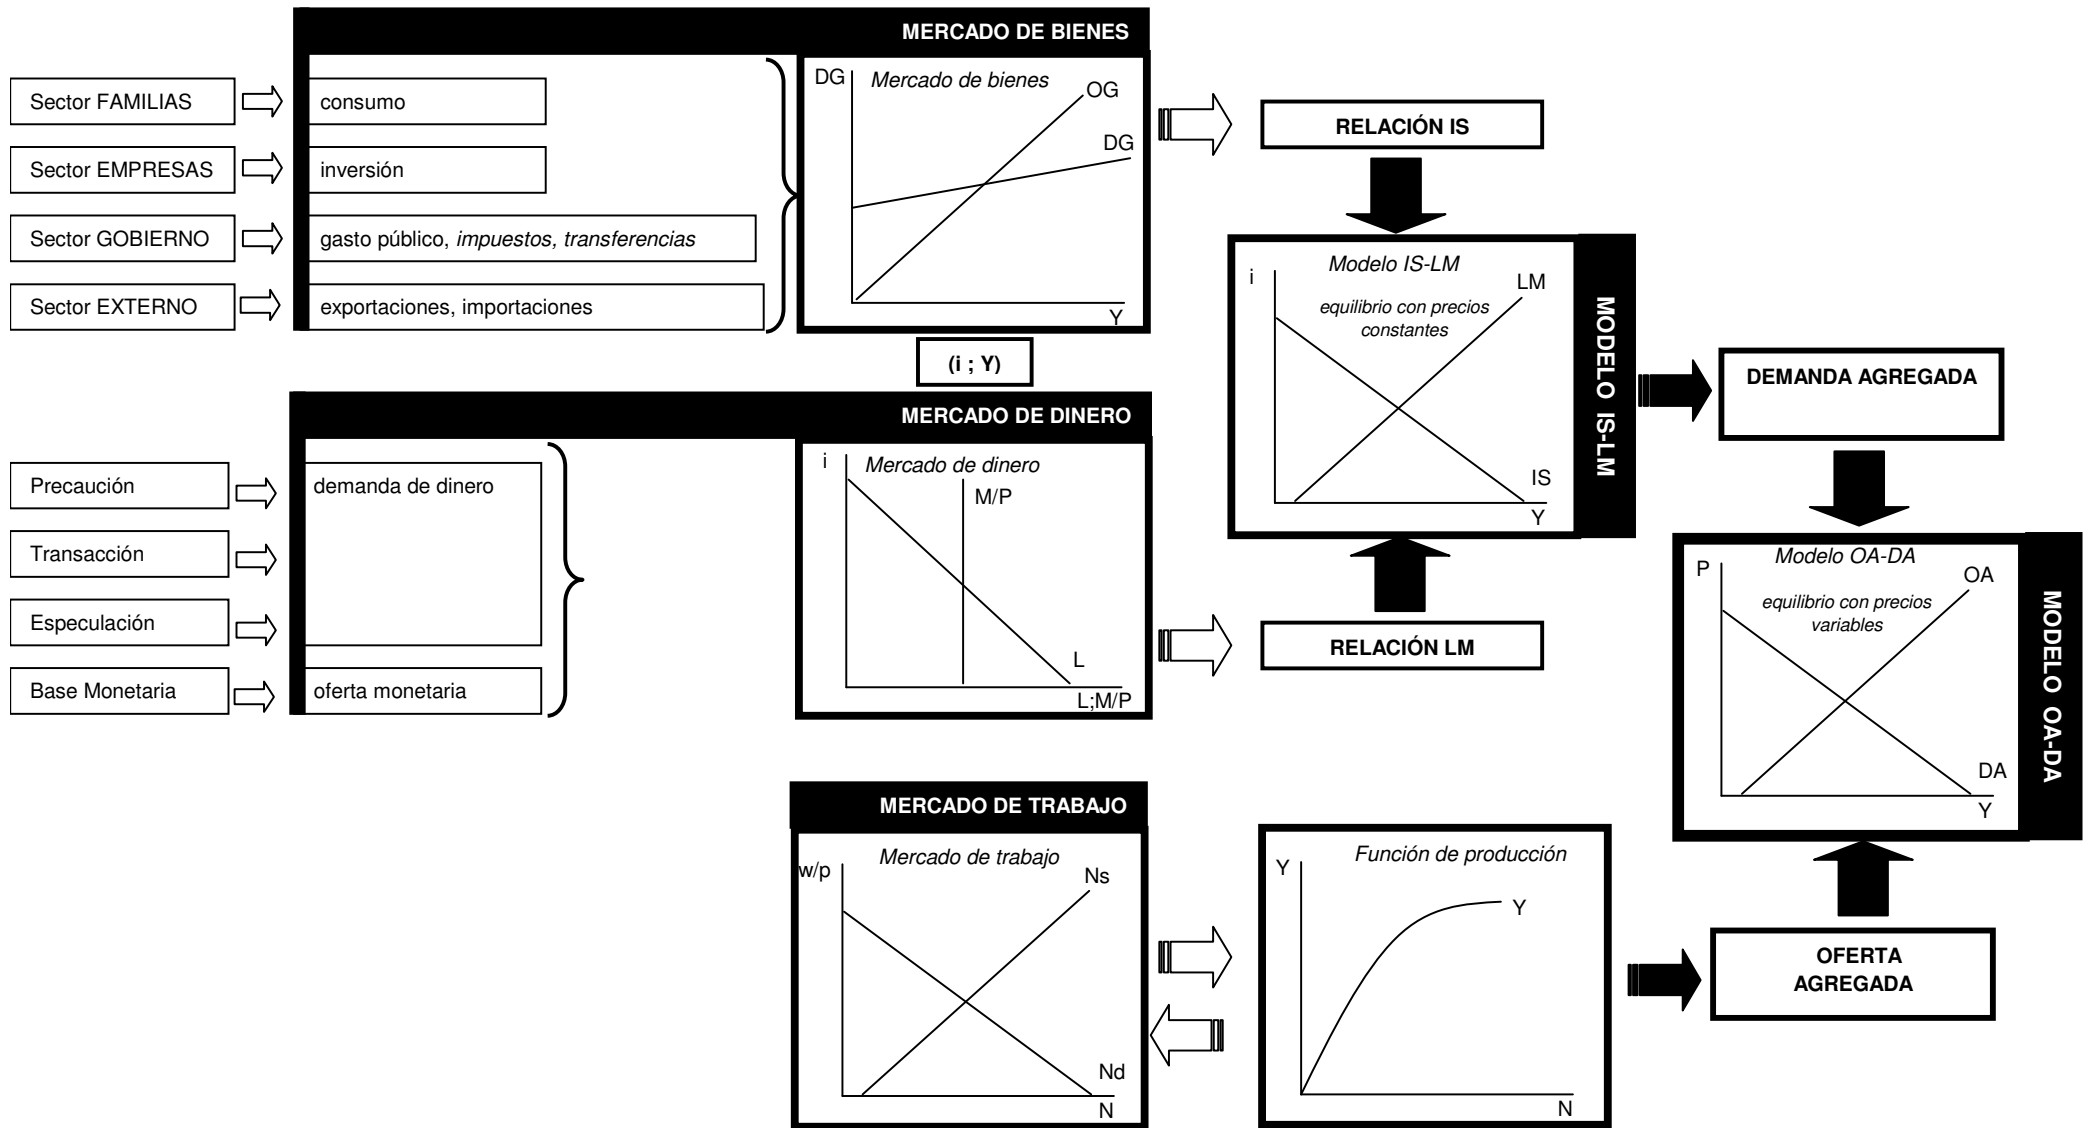 MERCADO DE BIENES
Sector FAMILIAS
consumo
Sector EMPRESAS
inversión
Sector GOBIERNO
gasto público, impuestos, transferencias
Sector EXTERNO
exportaciones, importaciones
DG
Mercado de bienes
OG
DG
Y
RELACIÓN IS
(i ; Y)
MERCADO DE DINERO
Precaución
demanda de dinero
Transacción
Especulación
Base Monetaria
oferta monetaria
i
Mercado de dinero
M/P
L
L;M/P
RELACIÓN LM
i
Modelo IS-LM
LM
equilibrio con precios
constantes
IS
Y
MODELO IS-LM
DEMANDA AGREGADA
P
Modelo OA-DA
OA
equilibrio con precios
variables
DA
Y
MODELO OA-DA
MERCADO DE TRABAJO
w/p
Mercado de trabajo
Ns
Nd
N
Y
Función de producción
Y
N
OFERTA
AGREGADA